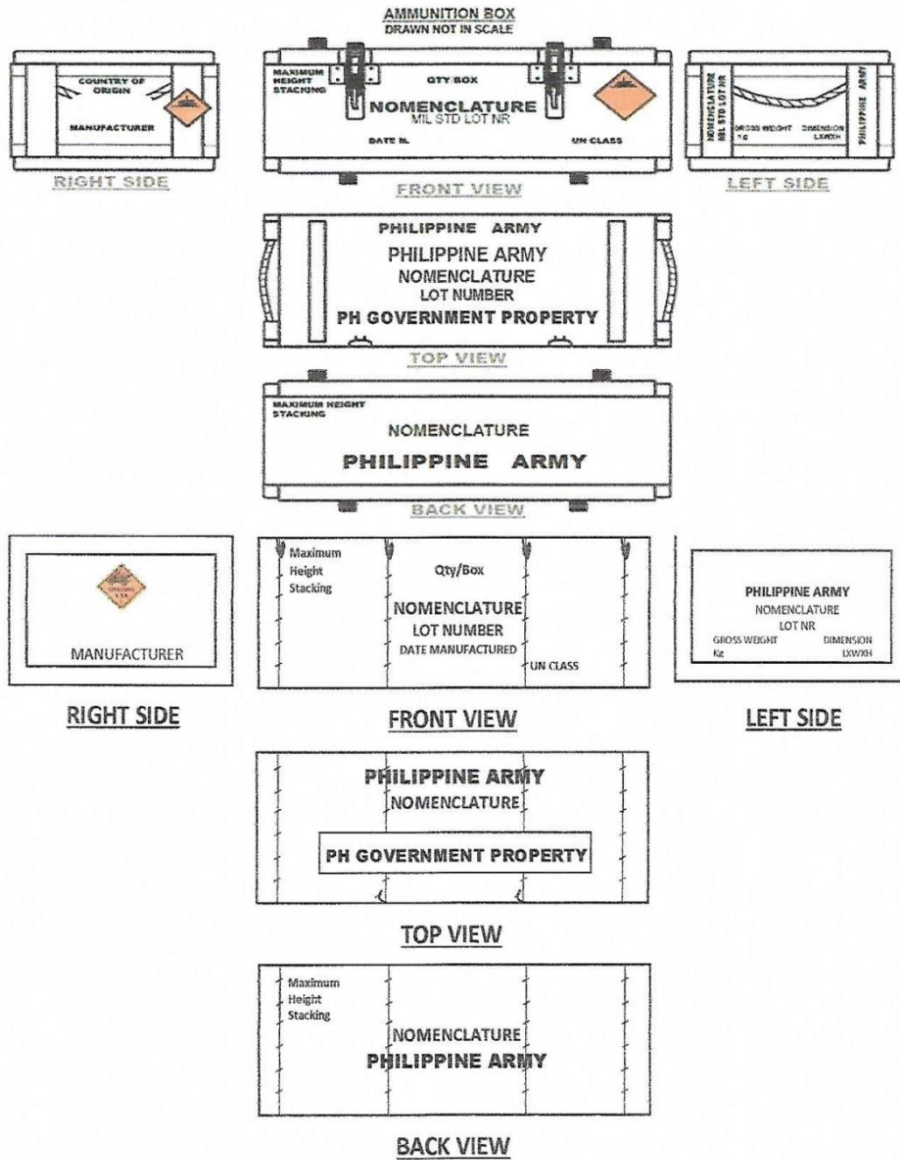 AMMUNITION BOX
DRAWN NOT IN SCALE
COUNTRY OF
ORIGIN
MANUFACTURER
RIGHT SIDE
MAXIMUM
HEIGHT
STACKING
QTY BOX
NOMENCLATURE
MIL STD LOT NR
DATE M.
UN CLASS
FRONT VIEW
NOMENCLATURE
MIL STD LOT NR
GROSS WEIGHT
Kg
DIMENSION
LXWXH
PHILIPPINE ARMY
LEFT SIDE
PHILIPPINE ARMY
PHILIPPINE ARMY
NOMENCLATURE
LOT NUMBER
PH GOVERNMENT PROPERTY
TOP VIEW
MAXIMUM HEIGHT
STACKING
NOMENCLATURE
PHILIPPINE ARMY
BACK VIEW
MANUFACTURER
RIGHT SIDE
Maximum
Height
Stacking
Qty/Box
NOMENCLATURE
LOT NUMBER
DATE MANUFACTURED
UN CLASS
FRONT VIEW
PHILIPPINE ARMY
NOMENCLATURE
LOT NR
GROSS WEIGHT DIMENSION
Kg LXWXH
LEFT SIDE
PHILIPPINE ARMY
NOMENCLATURE
PH GOVERNMENT PROPERTY
TOP VIEW
Maximum
Height
Stacking
NOMENCLATURE
PHILIPPINE ARMY
BACK VIEW